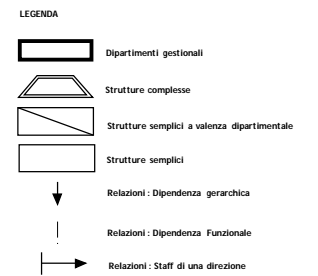 LEGENDA
Dipartimenti gestionali
Strutture complesse
Strutture semplici a valenza dipartimentale
Strutture semplici
Relazioni : Dipendenza gerarchica
Relazioni : Dipendenza Funzionale
Relazioni : Staff di una direzione